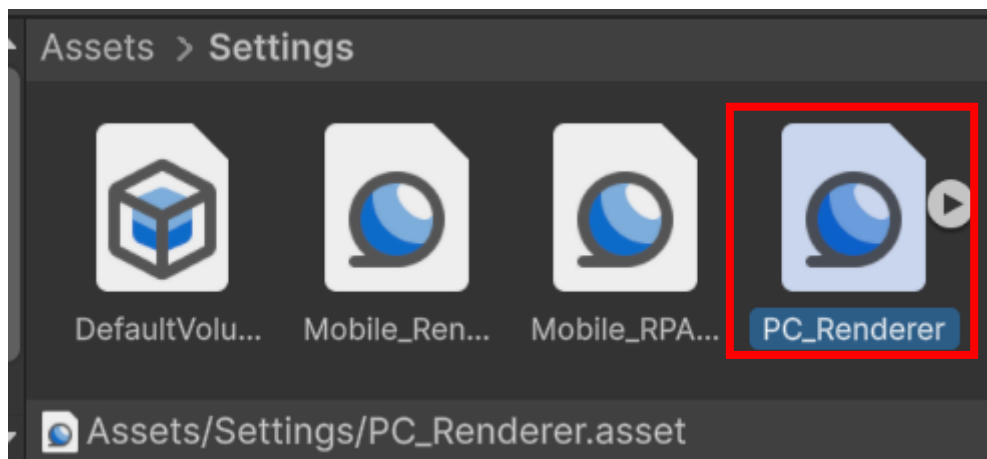 Assets > Settings
DefaultVolu...
Mobile_Ren...
Mobile_RPA...
PC_Renderer
Assets/Settings/PC_Renderer.asset